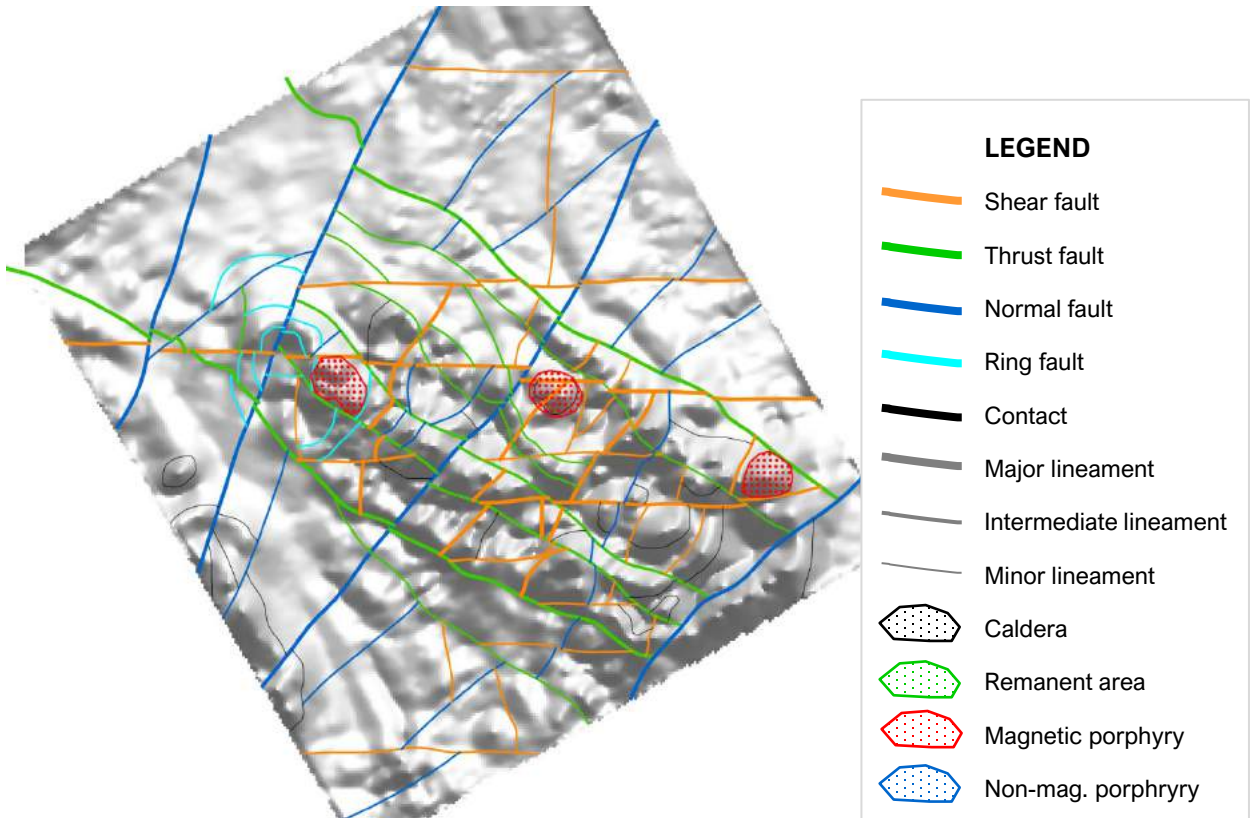 LEGEND
Shear fault
Thrust fault
Normal fault
Ring fault
Contact
Major lineament
Intermediate lineament
Minor lineament
Caldera
Remanent area
Magnetic porphyry
Non-mag. porphryry